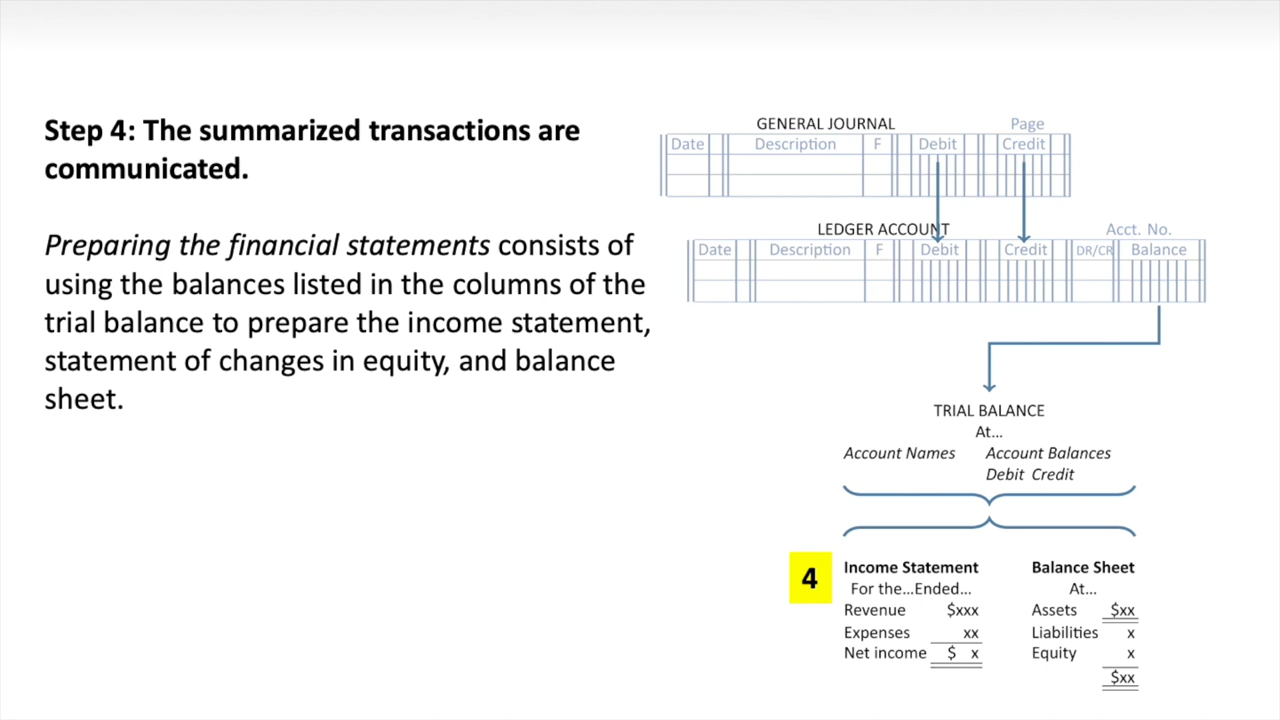 Step 4: The summarized transactions are
communicated.
Preparing the financial statements consists of
using the balances listed in the columns of the
trial balance to prepare the income statement,
statement of changes in equity, and balance
sheet.
GENERAL JOURNAL Page
Date Description F Debit Credit
LEDGER ACCOUNT Acct. No.
Date Description F Debit Credit DR/CR Balance
TRIAL BALANCE
At...
Account Names Account Balances
Debit Credit
4
Income Statement Balance Sheet
For the...Ended... At...
Revenue $xxx Assets $xx
Expenses xx Liabilities x
Net income $ x Equity x
$xx